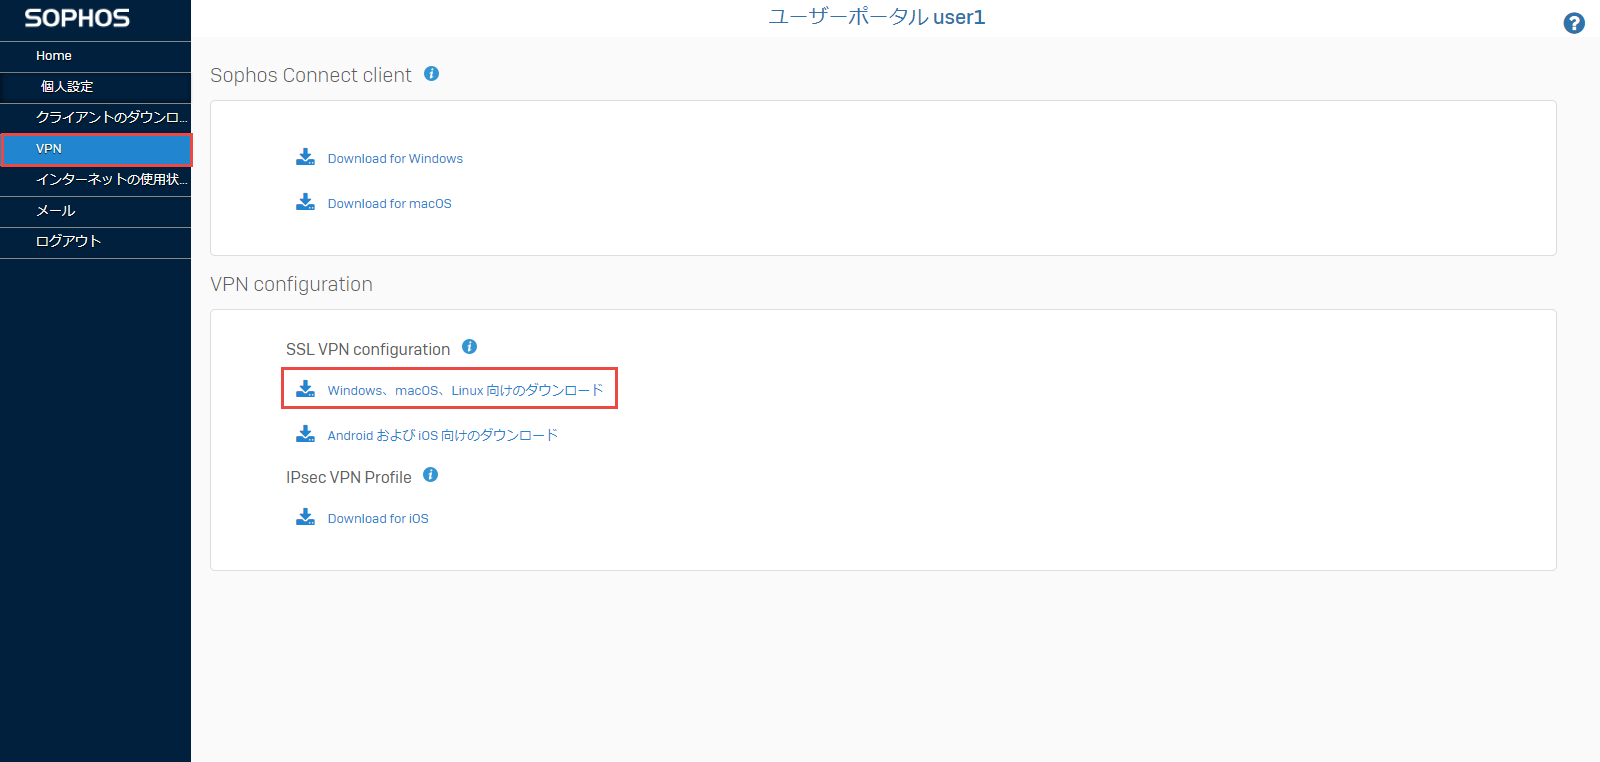 SOPHOS
ユーザーポータル user1
Home
個人設定
クライアントのダウンロ...
VPN
インターネットの使用状...
メール
ログアウト
Sophos Connect client
Download for Windows
Download for macOS
VPN configuration
SSL VPN configuration
Windows、macOS、Linux 向けのダウンロード
Android および iOS 向けのダウンロード
IPsec VPN Profile
Download for iOS